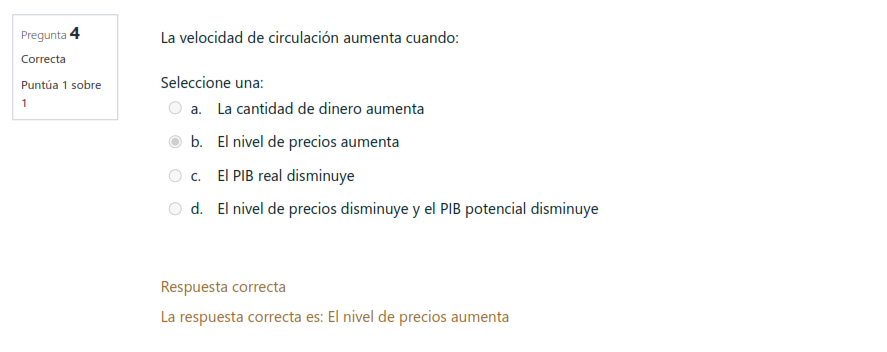 Pregunta 4
Correcta
Puntúa 1 sobre
1
La velocidad de circulación aumenta cuando:
Seleccione una:
a. La cantidad de dinero aumenta
b. El nivel de precios aumenta
c. El PIB real disminuye
d. El nivel de precios disminuye y el PIB potencial disminuye
Respuesta correcta
La respuesta correcta es: El nivel de precios aumenta